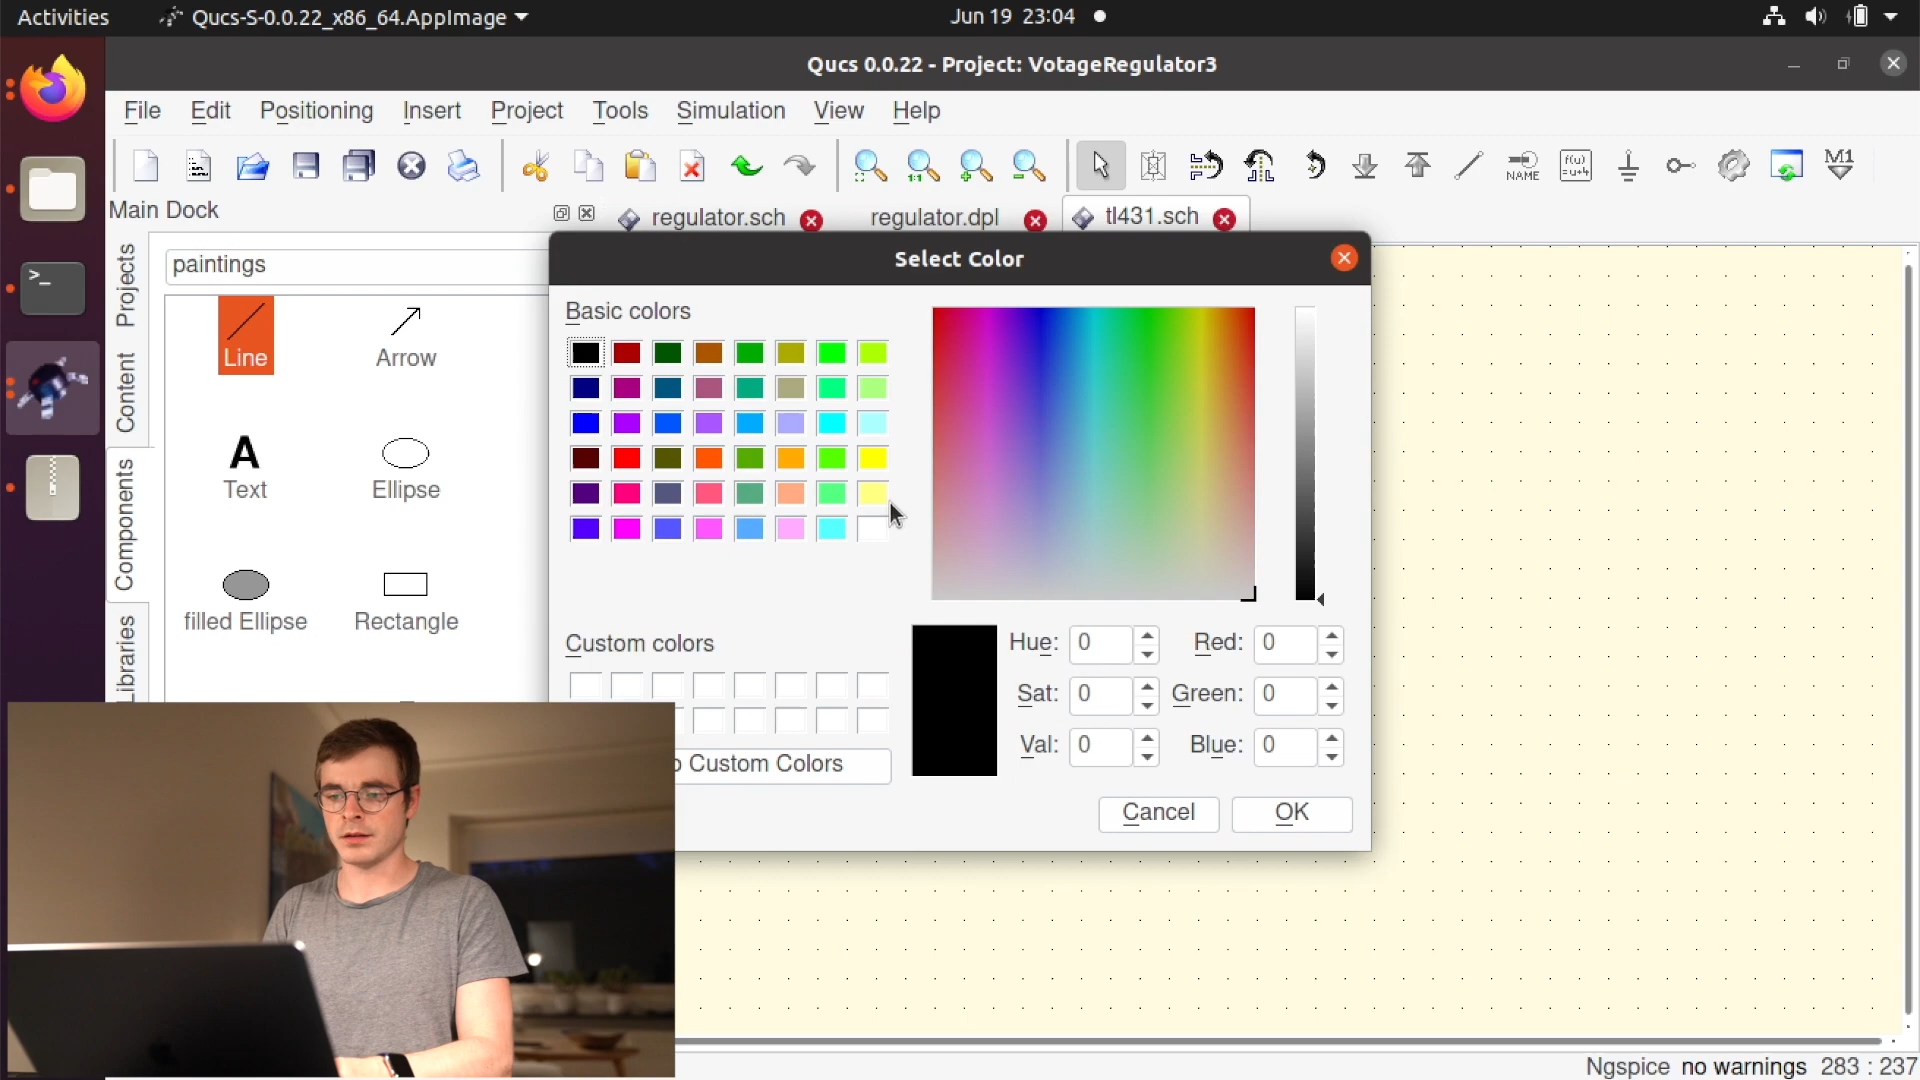 Activities
Qucs-S-0.0.22_x86_64.AppImage
Jun 19 23:04
Qucs 0.0.22 - Project: VotageRegulator3
File Edit Positioning Insert Project Tools Simulation View Help
1:1
NAME
f(u)
=u+4
M1
Main Dock
regulator.sch
regulator.dpl
tl431.sch
Projects
Content
Components
Libraries
paintings
Line
Arrow
A
Text
Ellipse
filled Ellipse
Rectangle
>_
Select Color
Basic colors
Custom colors
Custom Colors
Hue: 0
Red: 0
Sat: 0
Green: 0
Val: 0
Blue: 0
Cancel
OK
Ngspice no warnings 283 : 237